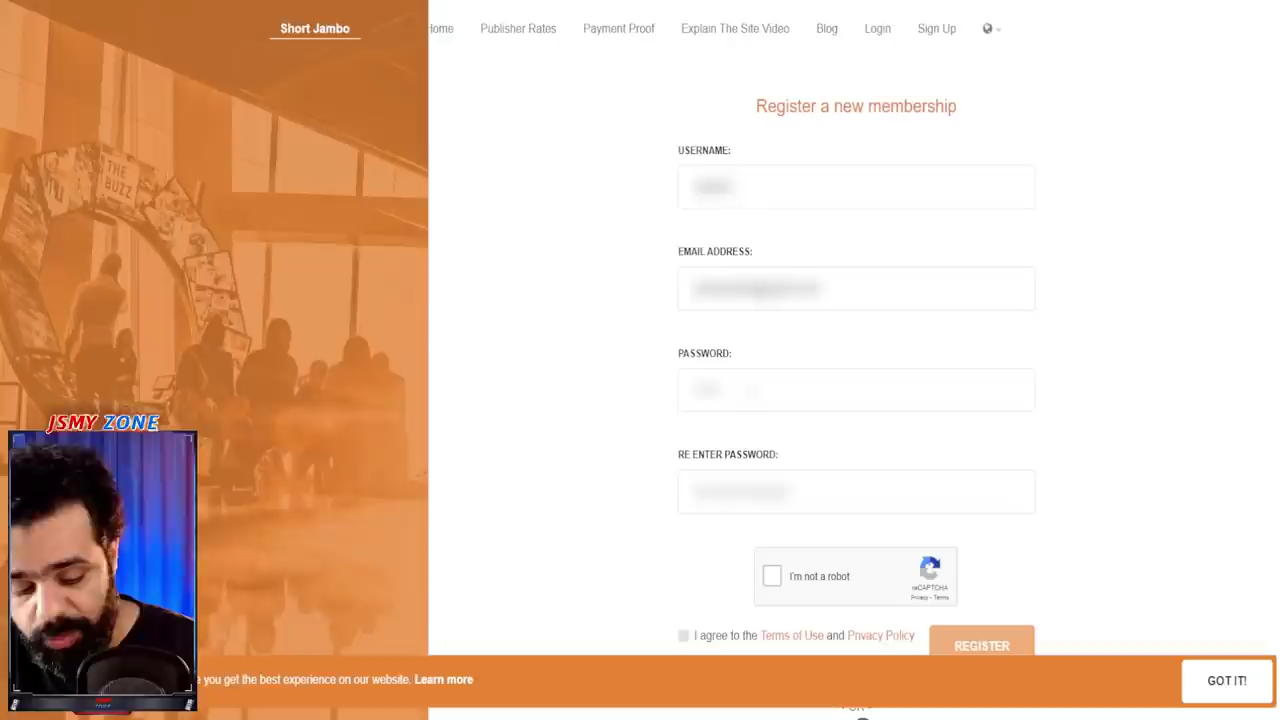 Short Jambo
Home Publisher Rates Payment Proof Explain The Site Video Blog Login Sign Up
Register a new membership
USERNAME:
EMAIL ADDRESS:
PASSWORD:
RE ENTER PASSWORD:
I'm not a robot
reCAPTCHA
Privacy - Terms
I agree to the Terms of Use and Privacy Policy
REGISTER
you get the best experience on our website. Learn more
GOT IT!
THE
BUZZ
JSMY ZONE